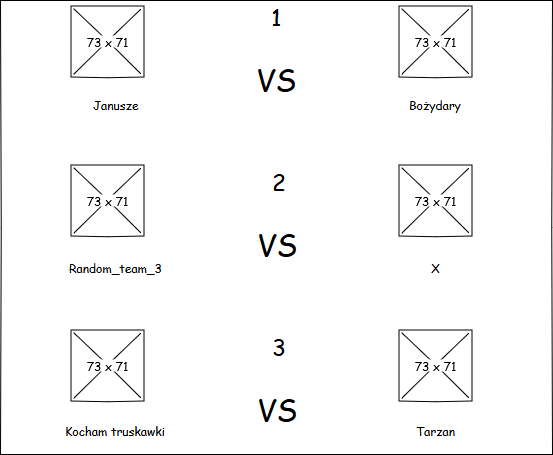 1
73 x 71
73 x 71
VS
Janusze
Bożydary
2
73 x 71
73 x 71
VS
Random_team_3
X
3
73 x 71
73 x 71
VS
Kocham truskawki
Tarzan